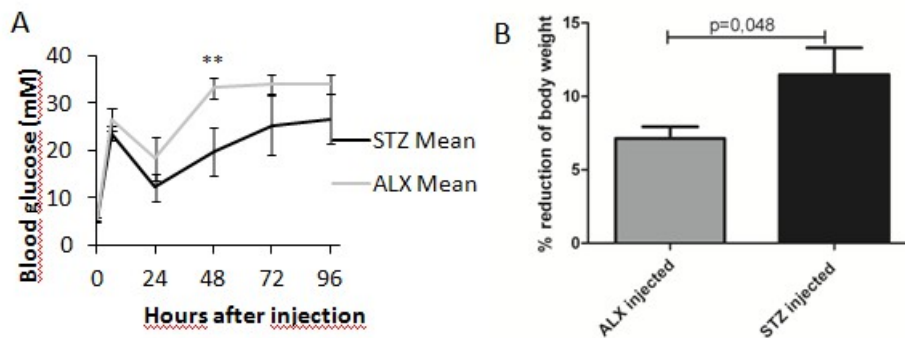 A
Blood glucose (mM)
40
30
20
10
0
0 24 48 72 96
**
Hours after injection
STZ Mean
ALX Mean
B
% reduction of body weight
15
10
5
0
p=0,048
ALX injected
STZ injected